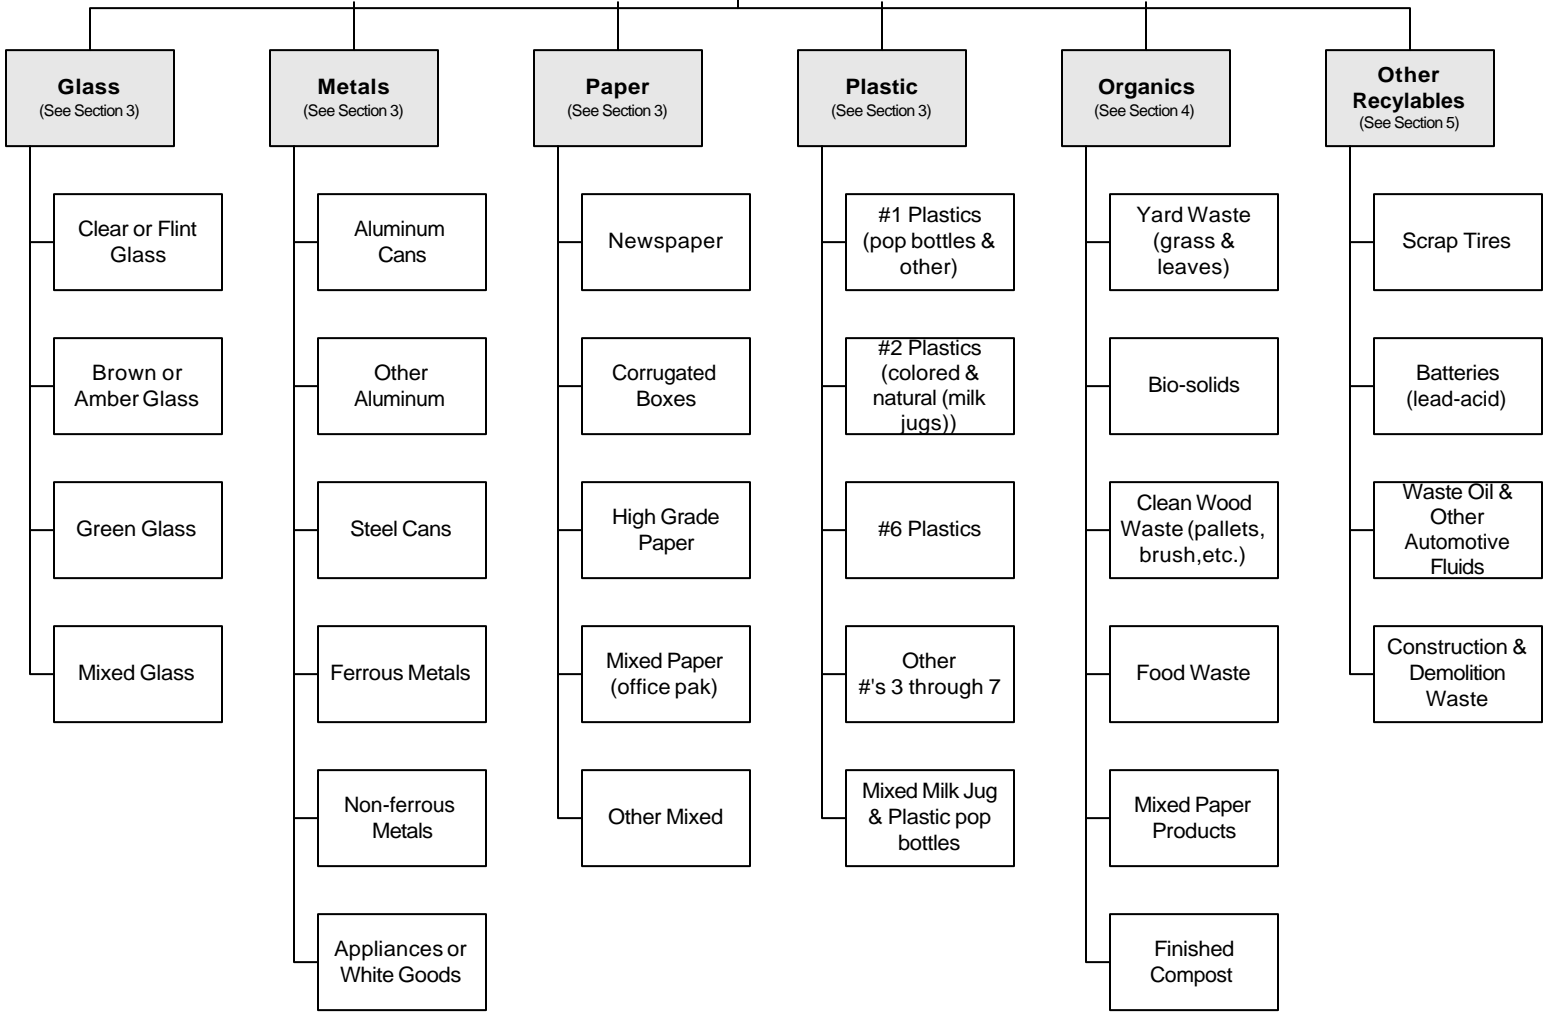 Glass
(See Section 3)
Clear or Flint
Glass
Brown or
Amber Glass
Green Glass
Mixed Glass
Metals
(See Section 3)
Aluminum
Cans
Other
Aluminum
Steel Cans
Ferrous Metals
Non-ferrous
Metals
Appliances or
White Goods
Paper
(See Section 3)
Newspaper
Corrugated
Boxes
High Grade
Paper
Mixed Paper
(office pak)
Other Mixed
Plastic
(See Section 3)
#1 Plastics
(pop bottles &
other)
#2 Plastics
(colored &
natural (milk
jugs))
#6 Plastics
Other
#'s 3 through 7
Mixed Milk Jug
& Plastic pop
bottles
Organics
(See Section 4)
Yard Waste
(grass &
leaves)
Bio-solids
Clean Wood
Waste (pallets,
brush,etc.)
Food Waste
Mixed Paper
Products
Finished
Compost
Other
Recylables
(See Section 5)
Scrap Tires
Batteries
(lead-acid)
Waste Oil &
Other
Automotive
Fluids
Construction &
Demolition
Waste